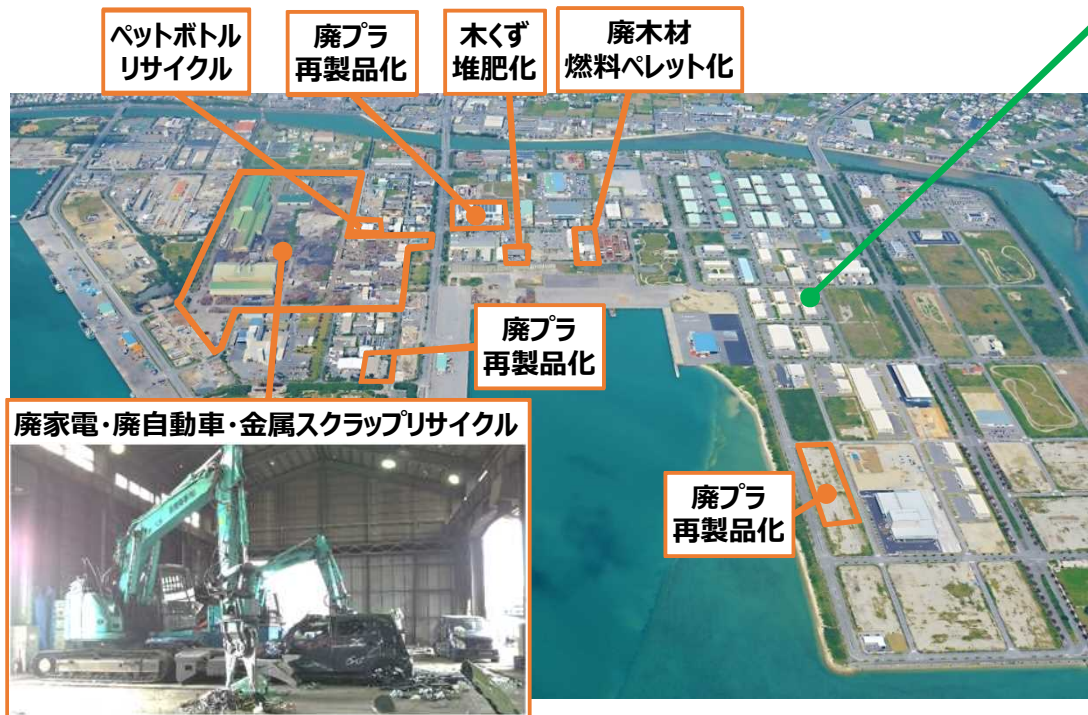 ペットボトル
リサイクル
廃プラ
再製品化
木くず
堆肥化
廃木材
燃料ペレット化
廃プラ
再製品化
廃家電・廃自動車・金属スクラップリサイクル
廃プラ
再製品化